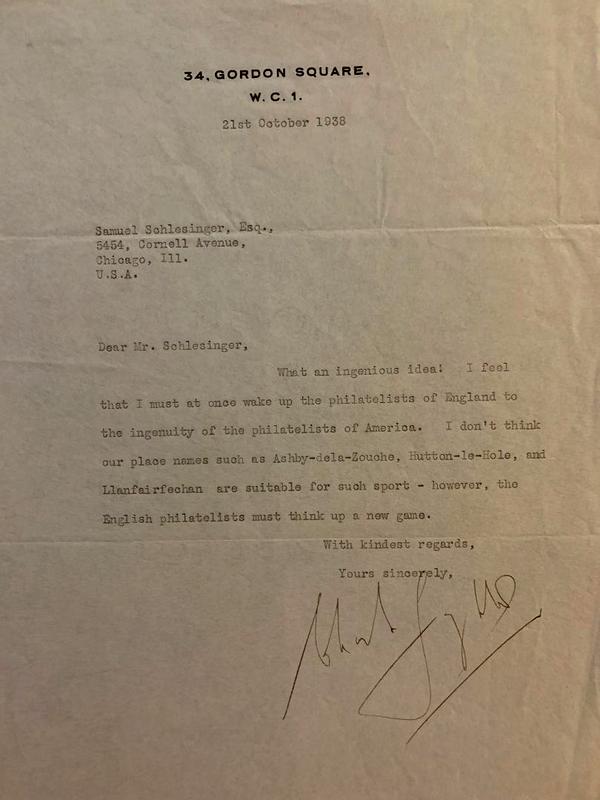 34, GORDON SQUARE,
W. C. 1.
21st October 1938
Samuel Schlesinger, Esq.,
5454, Cornell Avenue,
Chicago, Ill.
U.S.A.
Dear Mr. Schlesinger,
What an ingenious idea! I feel
that I must at once wake up the philatelists of England to
the ingenuity of the philatelists of America. I don't think
our place names such as Ashby-dela-Zouche, Hutton-le-Hole, and
Llanfairfechan are suitable for such sport - however, the
English philatelists must think up a new game.
With kindest regards,
Yours sincerely,